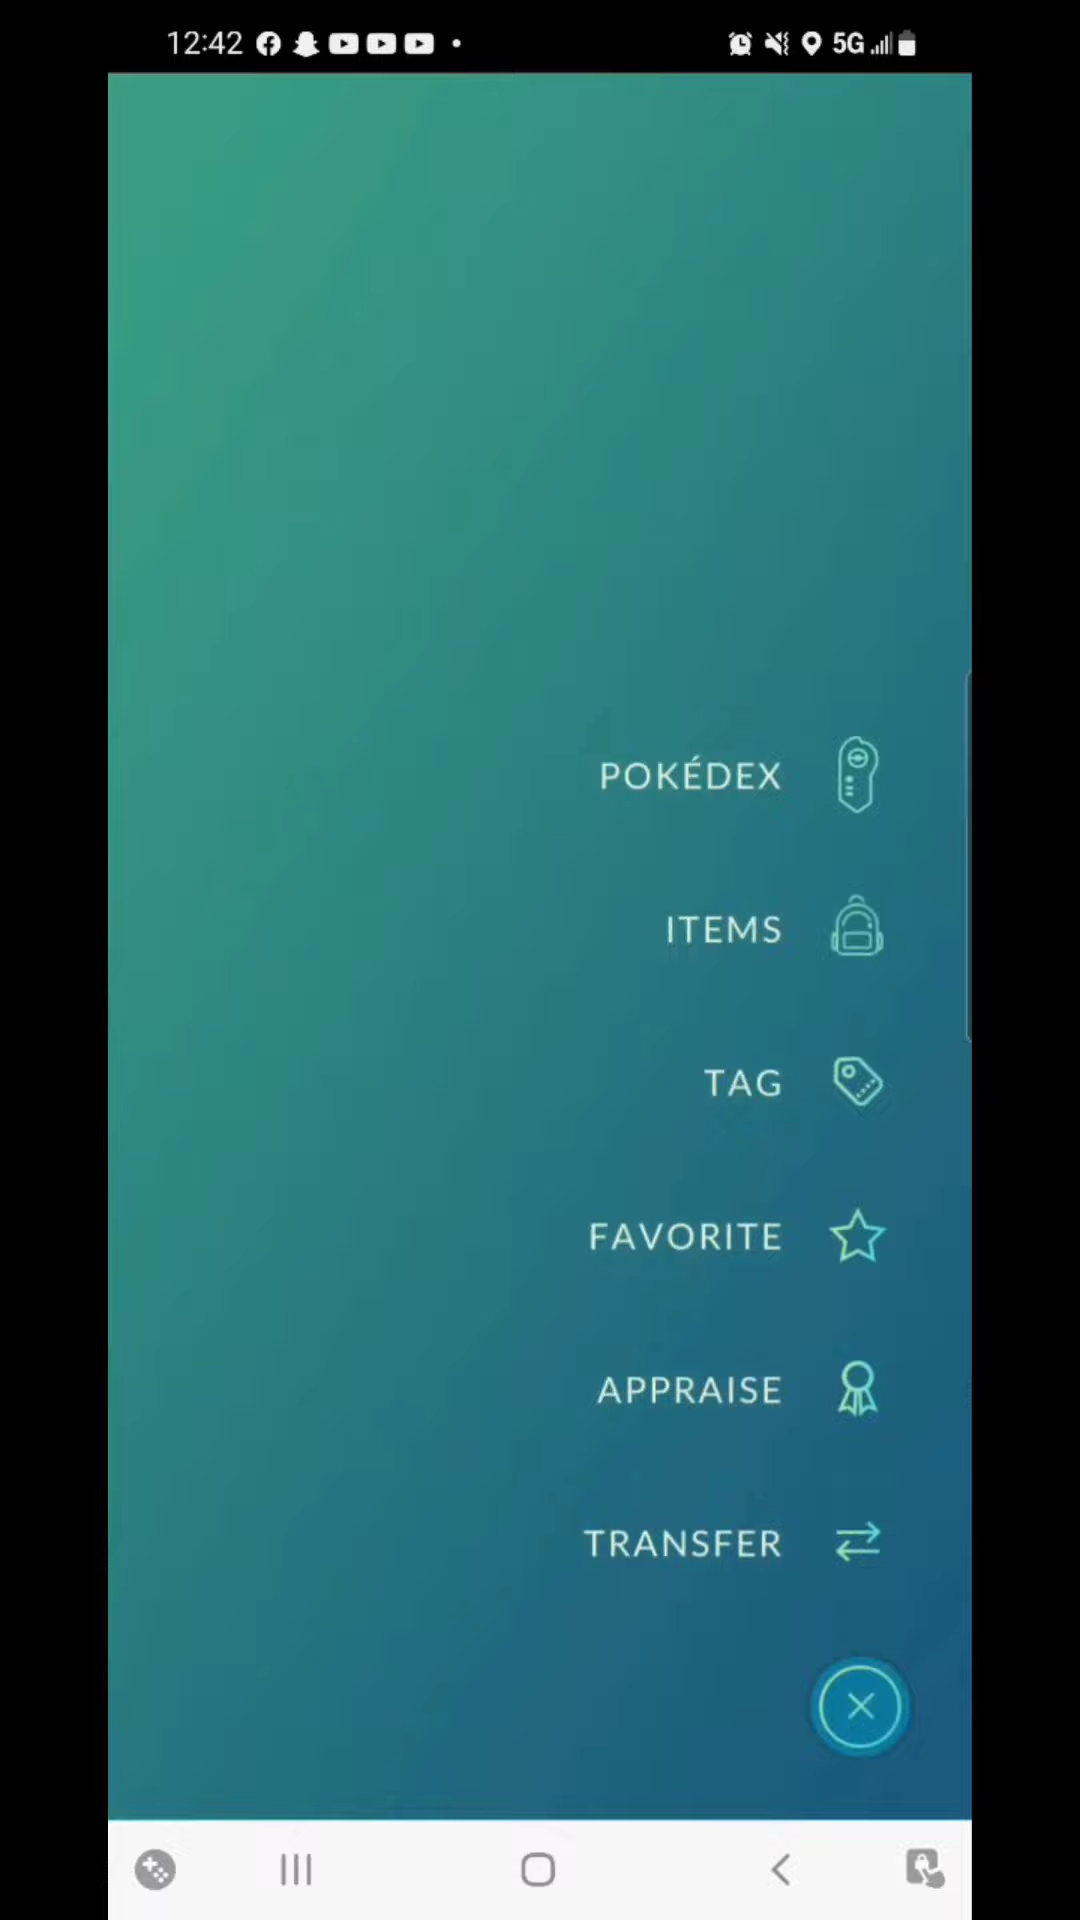 12:42
5G
POKÉDEX
ITEMS
TAG
FAVORITE
APPRAISE
TRANSFER